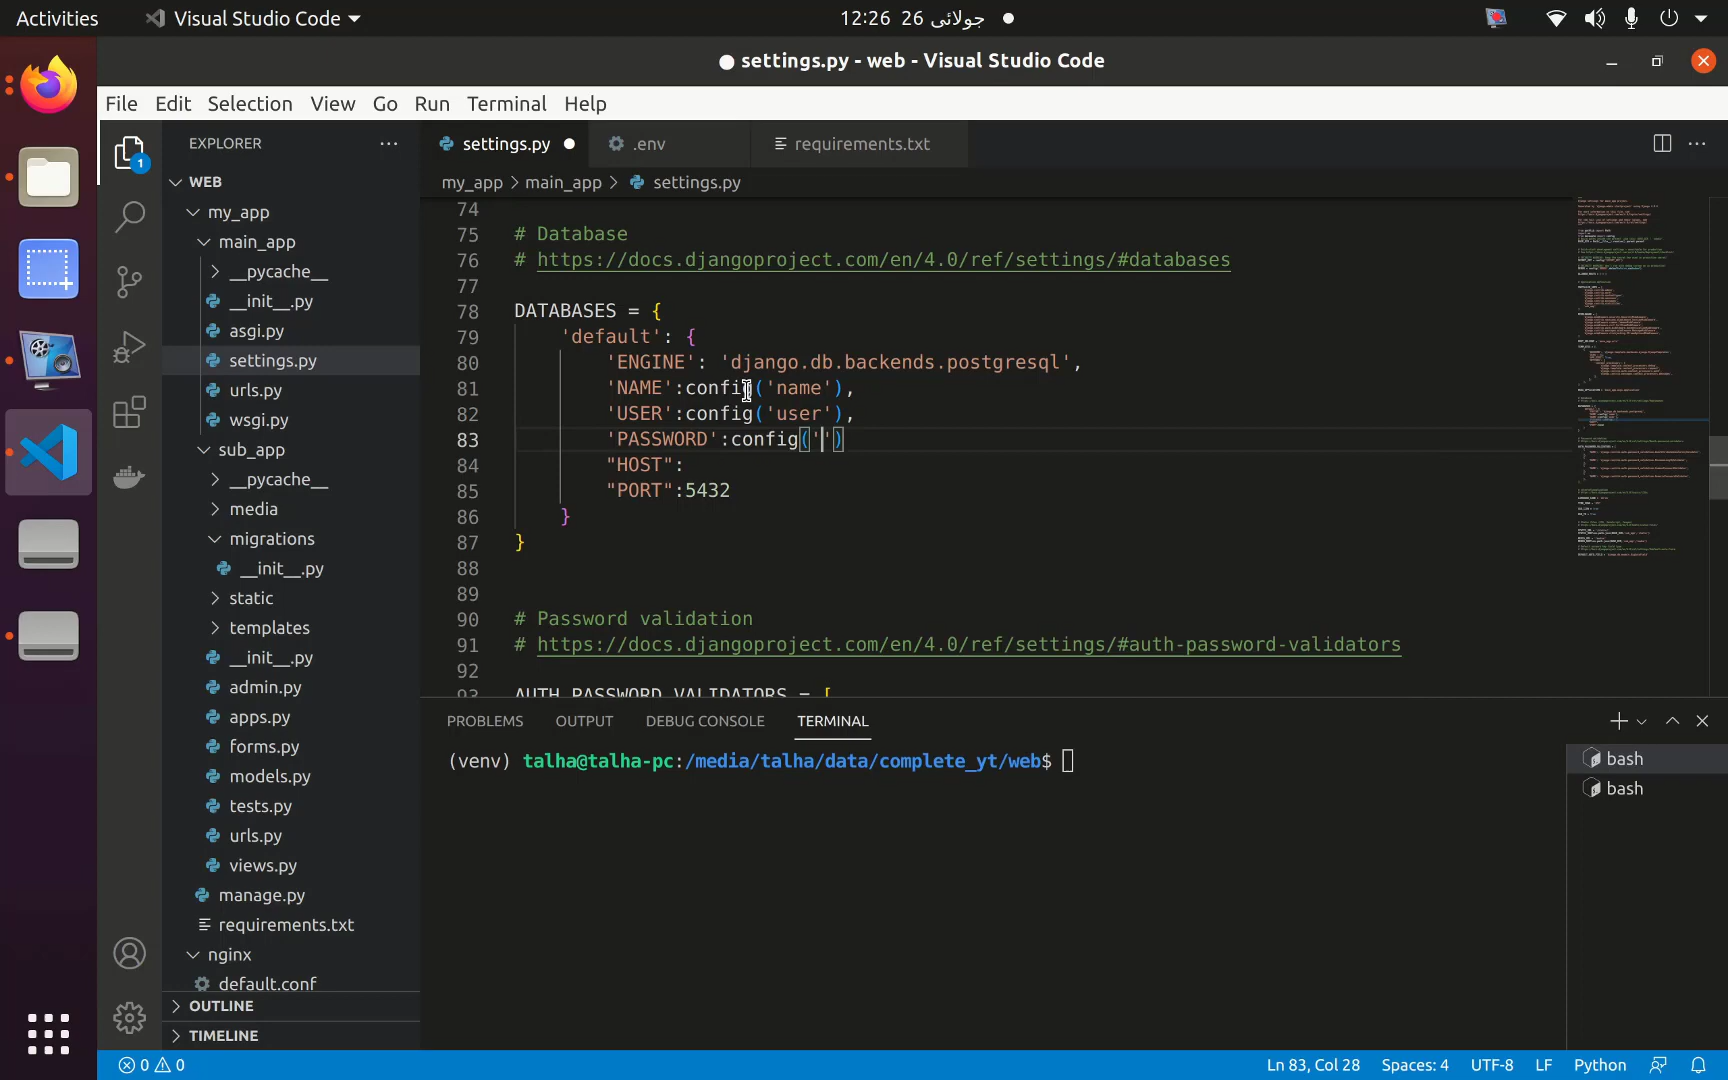 Activities
Visual Studio Code
12:26 26 جولائی
settings.py - web - Visual Studio Code
File Edit Selection View Go Run Terminal Help
1
EXPLORER
WEB
my_app
main_app
__pycache__
__init__.py
asgi.py
settings.py
urls.py
wsgi.py
sub_app
__pycache__
media
migrations
__init__.py
static
templates
__init__.py
admin.py
apps.py
forms.py
models.py
tests.py
urls.py
views.py
manage.py
requirements.txt
nginx
default.conf
OUTLINE
TIMELINE
settings.py
.env
requirements.txt
my_app > main_app > settings.py
74
75 # Database
76 # https://docs.djangoproject.com/en/4.0/ref/settings/#databases
77
78 DATABASES = {
79 'default': {
80 'ENGINE': 'django.db.backends.postgresql',
81 'NAME':config('name'),
82 'USER':config('user'),
83 'PASSWORD':config('')
84 "HOST":
85 "PORT":5432
86 }
87 }
88
89
90 # Password validation
91 # https://docs.djangoproject.com/en/4.0/ref/settings/#auth-password-validators
92
93 AUTH_PASSWORD_VALIDATORS = [
PROBLEMS OUTPUT DEBUG CONSOLE TERMINAL
(venv) talha@talha-pc:/media/talha/data/complete_yt/web$
bash
bash
0 0
Ln 83, Col 28 Spaces: 4 UTF-8 LF Python